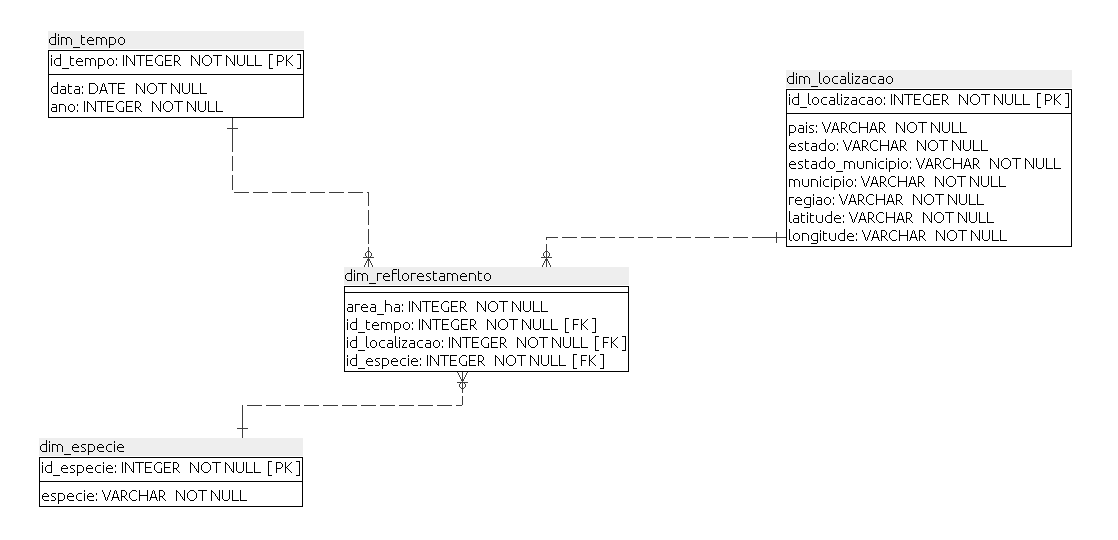 dim_tempo
id_tempo: INTEGER NOT NULL [ PK ]
data: DATE NOT NULL
ano: INTEGER NOT NULL
dim_localizacao
id_localizacao: INTEGER NOT NULL [ PK ]
pais: VARCHAR NOT NULL
estado: VARCHAR NOT NULL
estado_municipio: VARCHAR NOT NULL
municipio: VARCHAR NOT NULL
regiao: VARCHAR NOT NULL
latitude: VARCHAR NOT NULL
longitude: VARCHAR NOT NULL
dim_reflorestamento
area_ha: INTEGER NOT NULL
id_tempo: INTEGER NOT NULL [ FK ]
id_localizacao: INTEGER NOT NULL [ FK ]
id_especie: INTEGER NOT NULL [ FK ]
dim_especie
id_especie: INTEGER NOT NULL [ PK ]
especie: VARCHAR NOT NULL